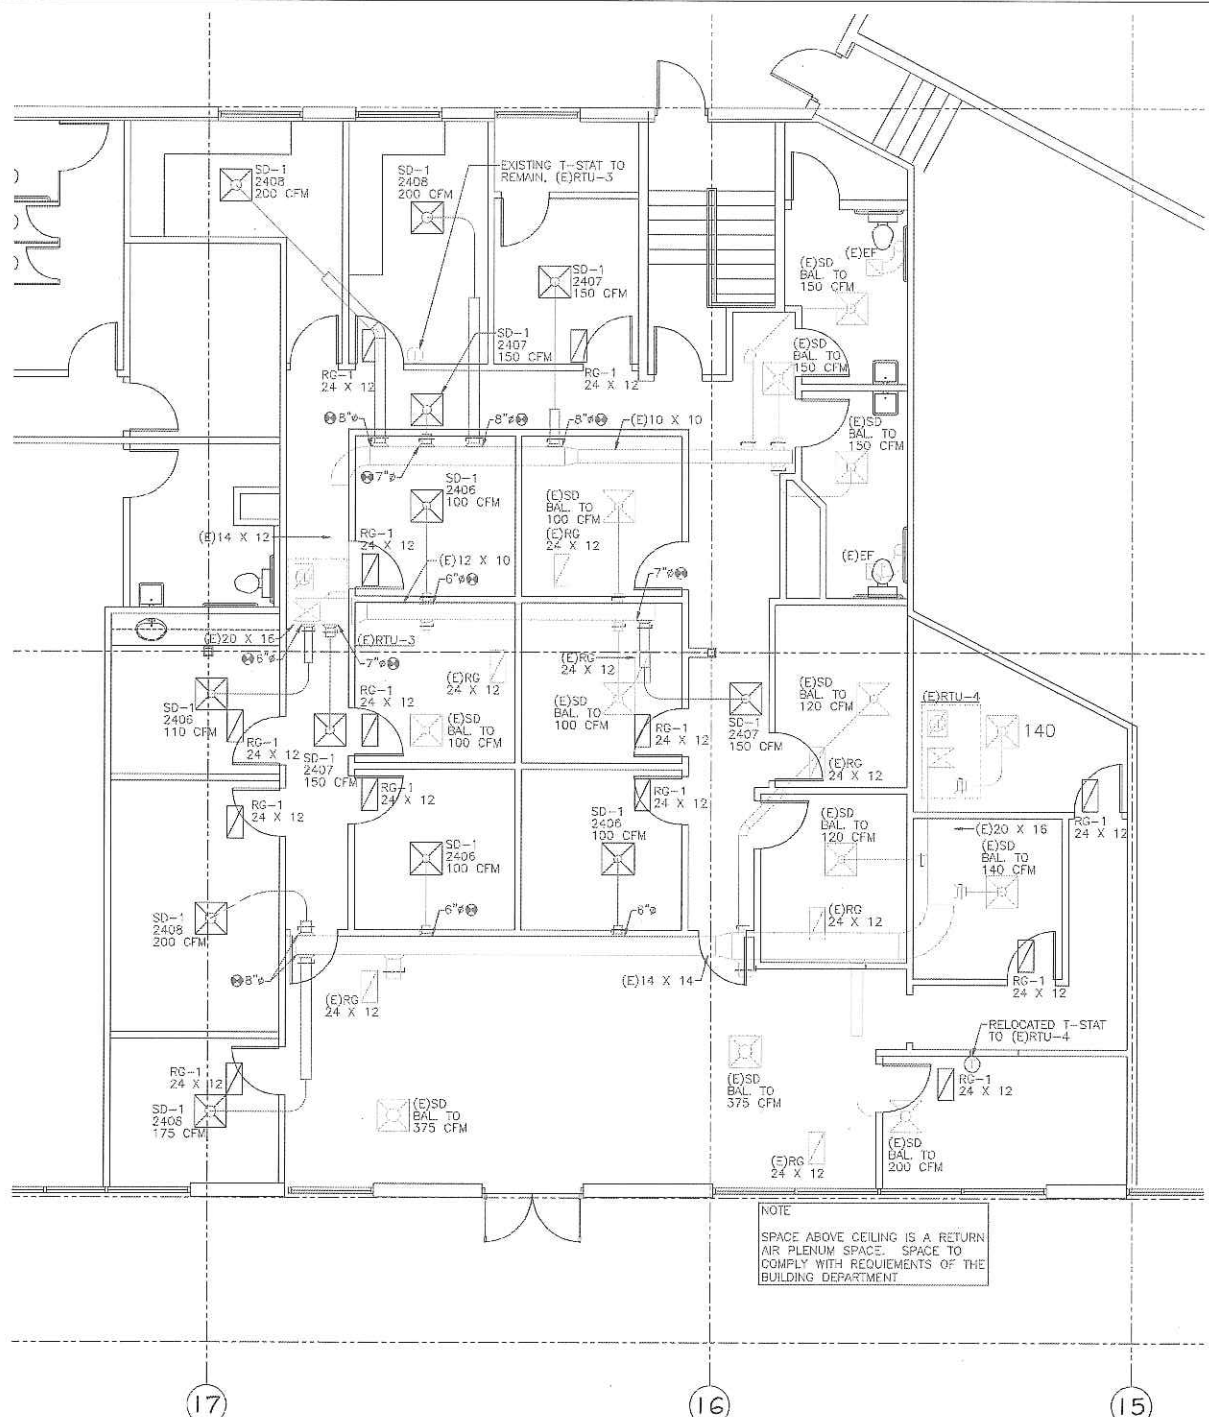 SD-1
2408
200 CFM
SD-1
2408
200 CFM
EXISTING T-STAT TO
REMAIN, (E)RTU-3
SD-1
2407
150 CFM
SD-1
2407
150 CFM
(E)EF
(E)SD
BAL. TO
150 CFM
(E)SD
BAL. TO
150 CFM
RG-1
24 X 12
RG-1
24 X 12
8"ø
8"ø
8"ø
(E)10 X 10
(E)SD
BAL. TO
150 CFM
7"ø
SD-1
2406
100 CFM
(E)SD
BAL. TO
100 CFM
(E)14 X 12
RG-1
24 X 12
(E)RG
24 X 12
(E)12 X 10
6"ø
7"ø
(E)EF
(E)20 X 16
(E)RTU-3
6"ø
7"ø
(E)RG
24 X 12
(E)RG
24 X 12
SD-1
2406
110 CFM
RG-1
24 X 12
RG-1
24 X 12
(E)SD
BAL. TO
100 CFM
(E)SD
BAL. TO
100 CFM
RG-1
24 X 12
SD-1
2407
150 CFM
(E)SD
BAL. TO
120 CFM
(E)RTU-4
140
SD-1
2407
150 CFM
(E)RG
24 X 12
RG-1
24 X 12
RG-1
24 X 12
RG-1
24 X 12
RG-1
24 X 12
SD-1
2406
100 CFM
SD-1
2406
100 CFM
(E)SD
BAL. TO
120 CFM
(E)20 X 16
(E)SD
BAL. TO
140 CFM
SD-1
2408
200 CFM
6"ø
6"ø
(E)RG
24 X 12
8"ø
(E)RG
24 X 12
(E)14 X 14
RG-1
24 X 12
RELOCATED T-STAT
TO (E)RTU-4
RG-1
24 X 12
SD-1
2408
175 CFM
(E)SD
BAL. TO
375 CFM
(E)SD
BAL. TO
375 CFM
RG-1
24 X 12
(E)RG
24 X 12
(E)SD
BAL. TO
200 CFM
NOTE
SPACE ABOVE CEILING IS A RETURN
AIR PLENUM SPACE. SPACE TO
COMPLY WITH REQUIEMENTS OF THE
BUILDING DEPARTMENT
17
16
15